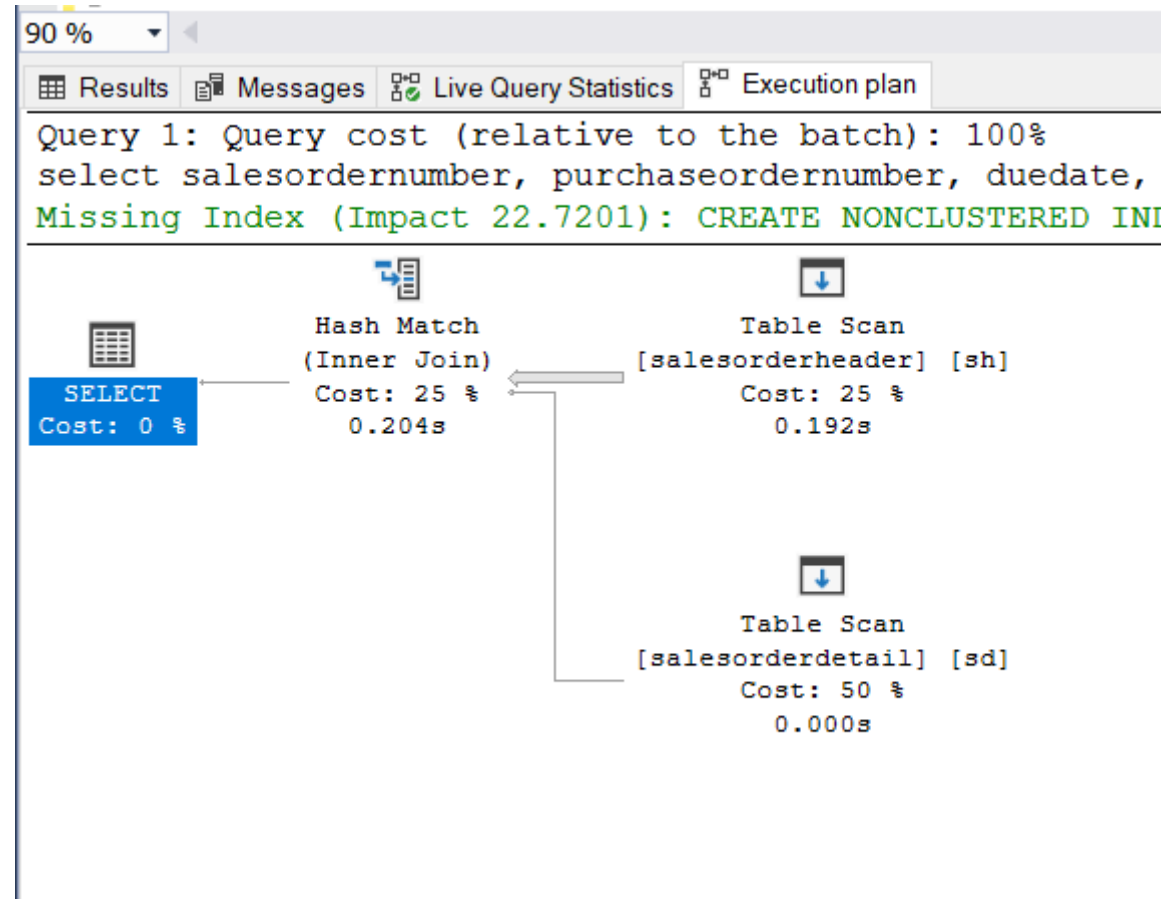 90 %
Results Messages Live Query Statistics Execution plan
Query 1: Query cost (relative to the batch): 100%
select salesordernumber, purchaseordernumber, duedate,
Missing Index (Impact 22.7201): CREATE NONCLUSTERED
SELECT
Cost: 0 %
Hash Match
(Inner Join)
Cost: 25 %
0.204s
Table Scan
[salesorderheader] [sh]
Cost: 25 %
0.192s
Table Scan
[salesorderdetail] [sd]
Cost: 50 %
0.000s